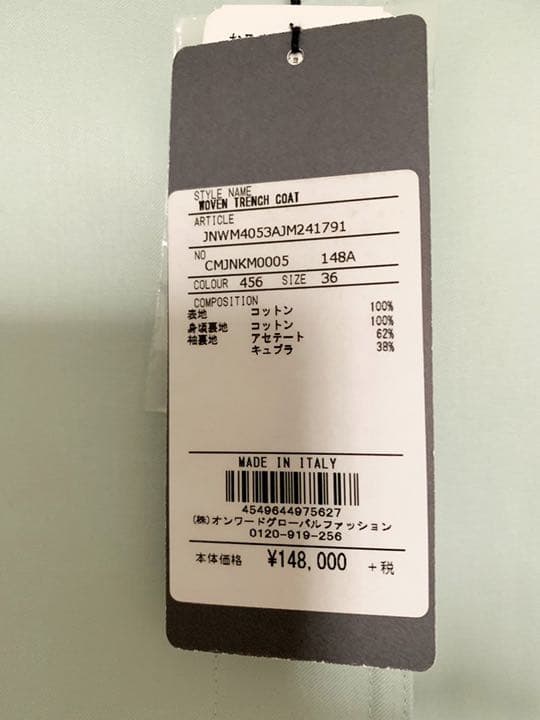 STYLE NAME
WOVEN TRENCH COAT
ARTICLE
JNWM4053AJM241791
NO CMJNKM0005 148A
COLOUR 456 SIZE 36
COMPOSITION
表地 コットン 100%
身頃裏地 コットン 100%
袖裏地 アセテート 62%
キュプラ 38%
MADE IN ITALY
4549644975627
(株)オンワードグローバルファッション
0120-919-256
本体価格 ¥148,000 +税